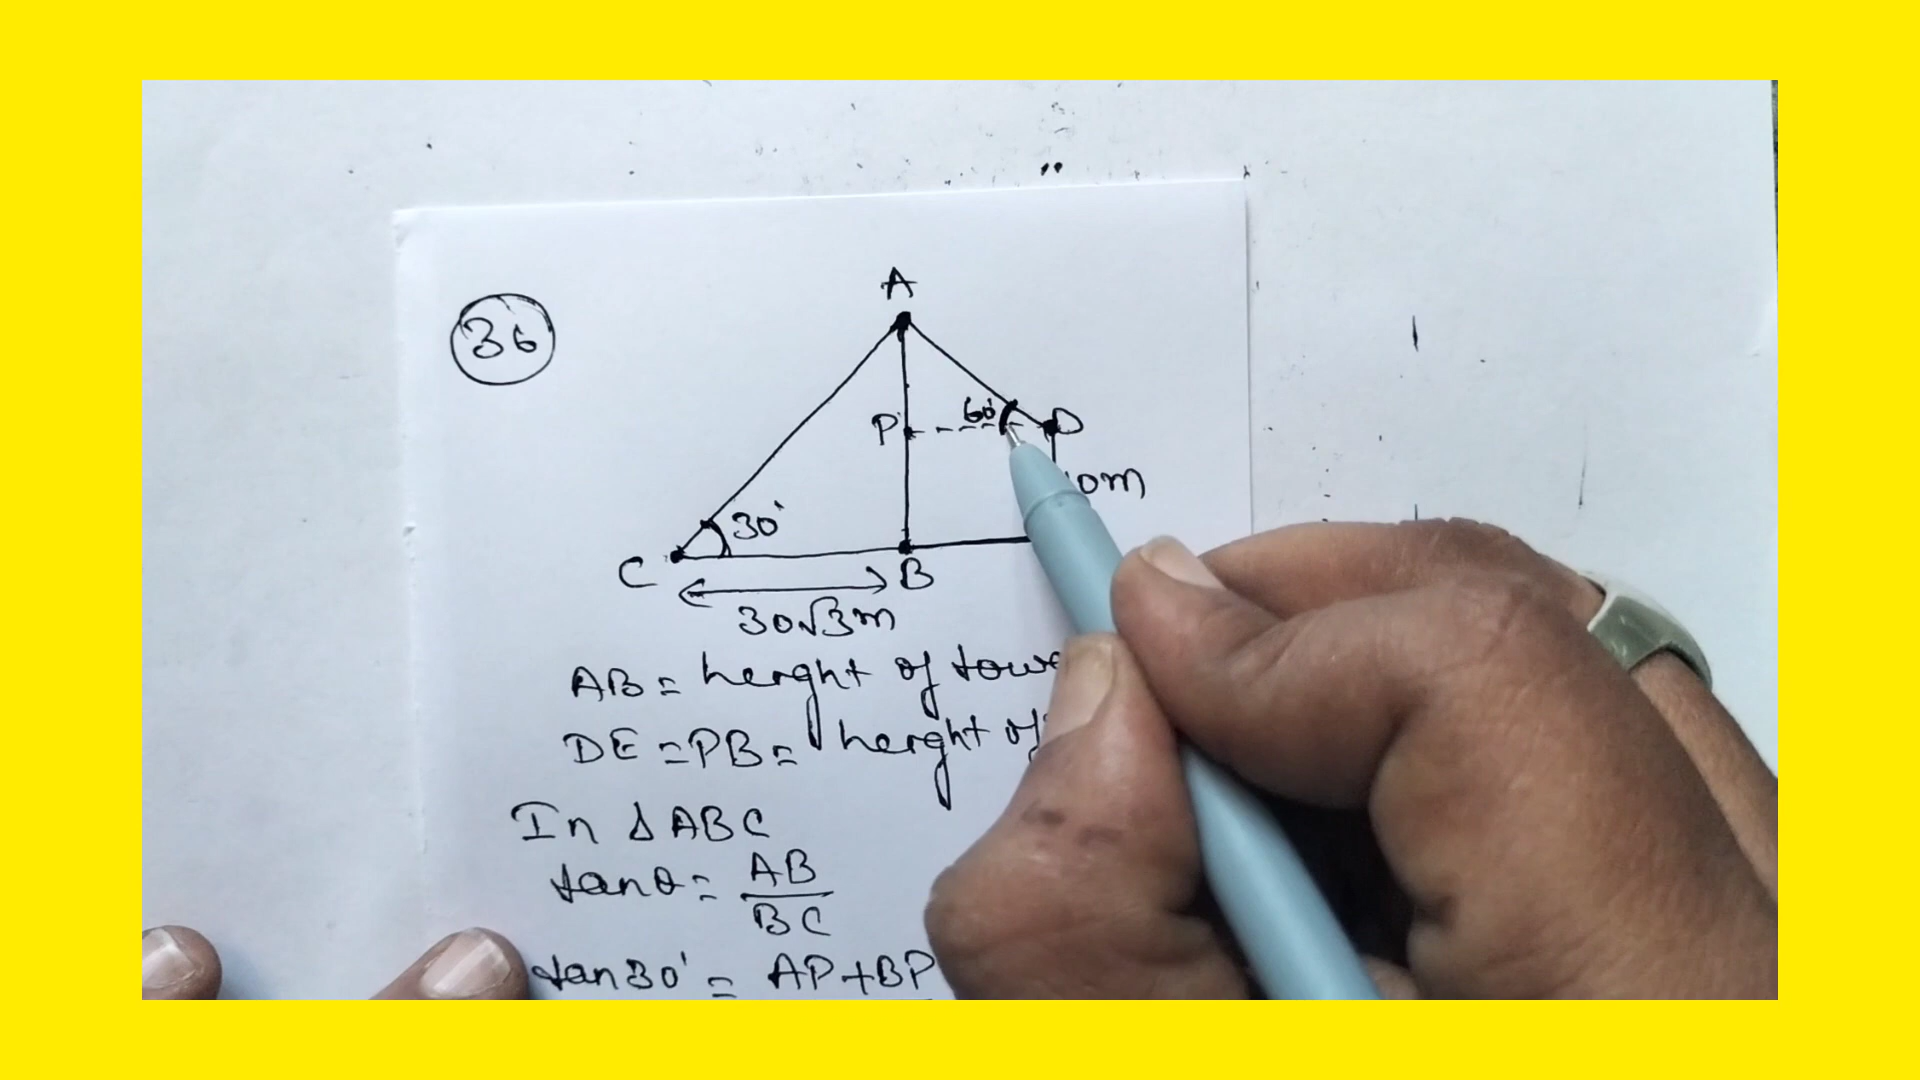 36
A
P 60° D
10m
30°
C B
30√3m
AB = height of
DE = PB = height of
In Δ ABC
tanθ = AB/BC
tan30° = AP+BP